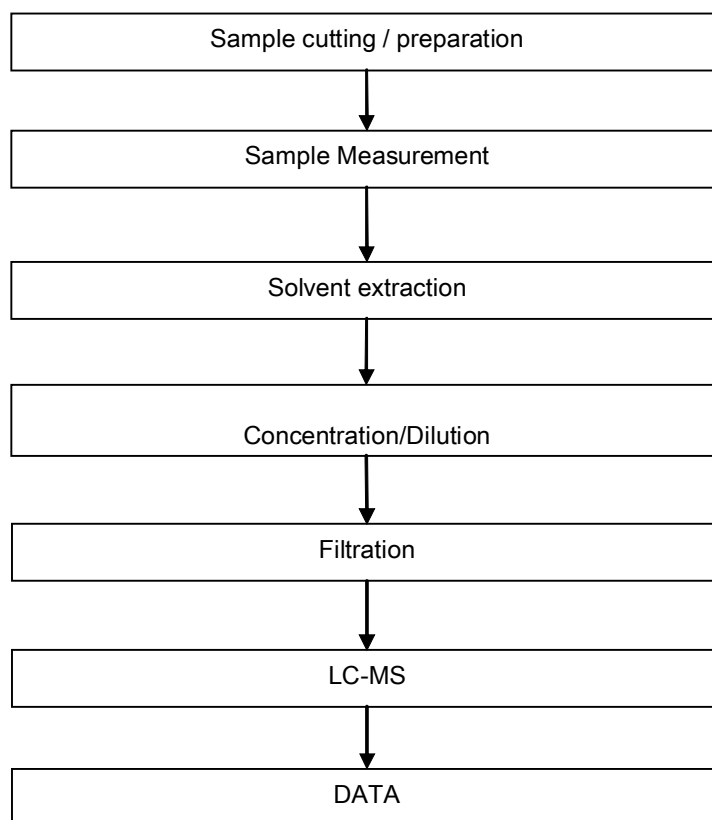 Sample cutting / preparation
Sample Measurement
Solvent extraction
Concentration/Dilution
Filtration
LC-MS
DATA